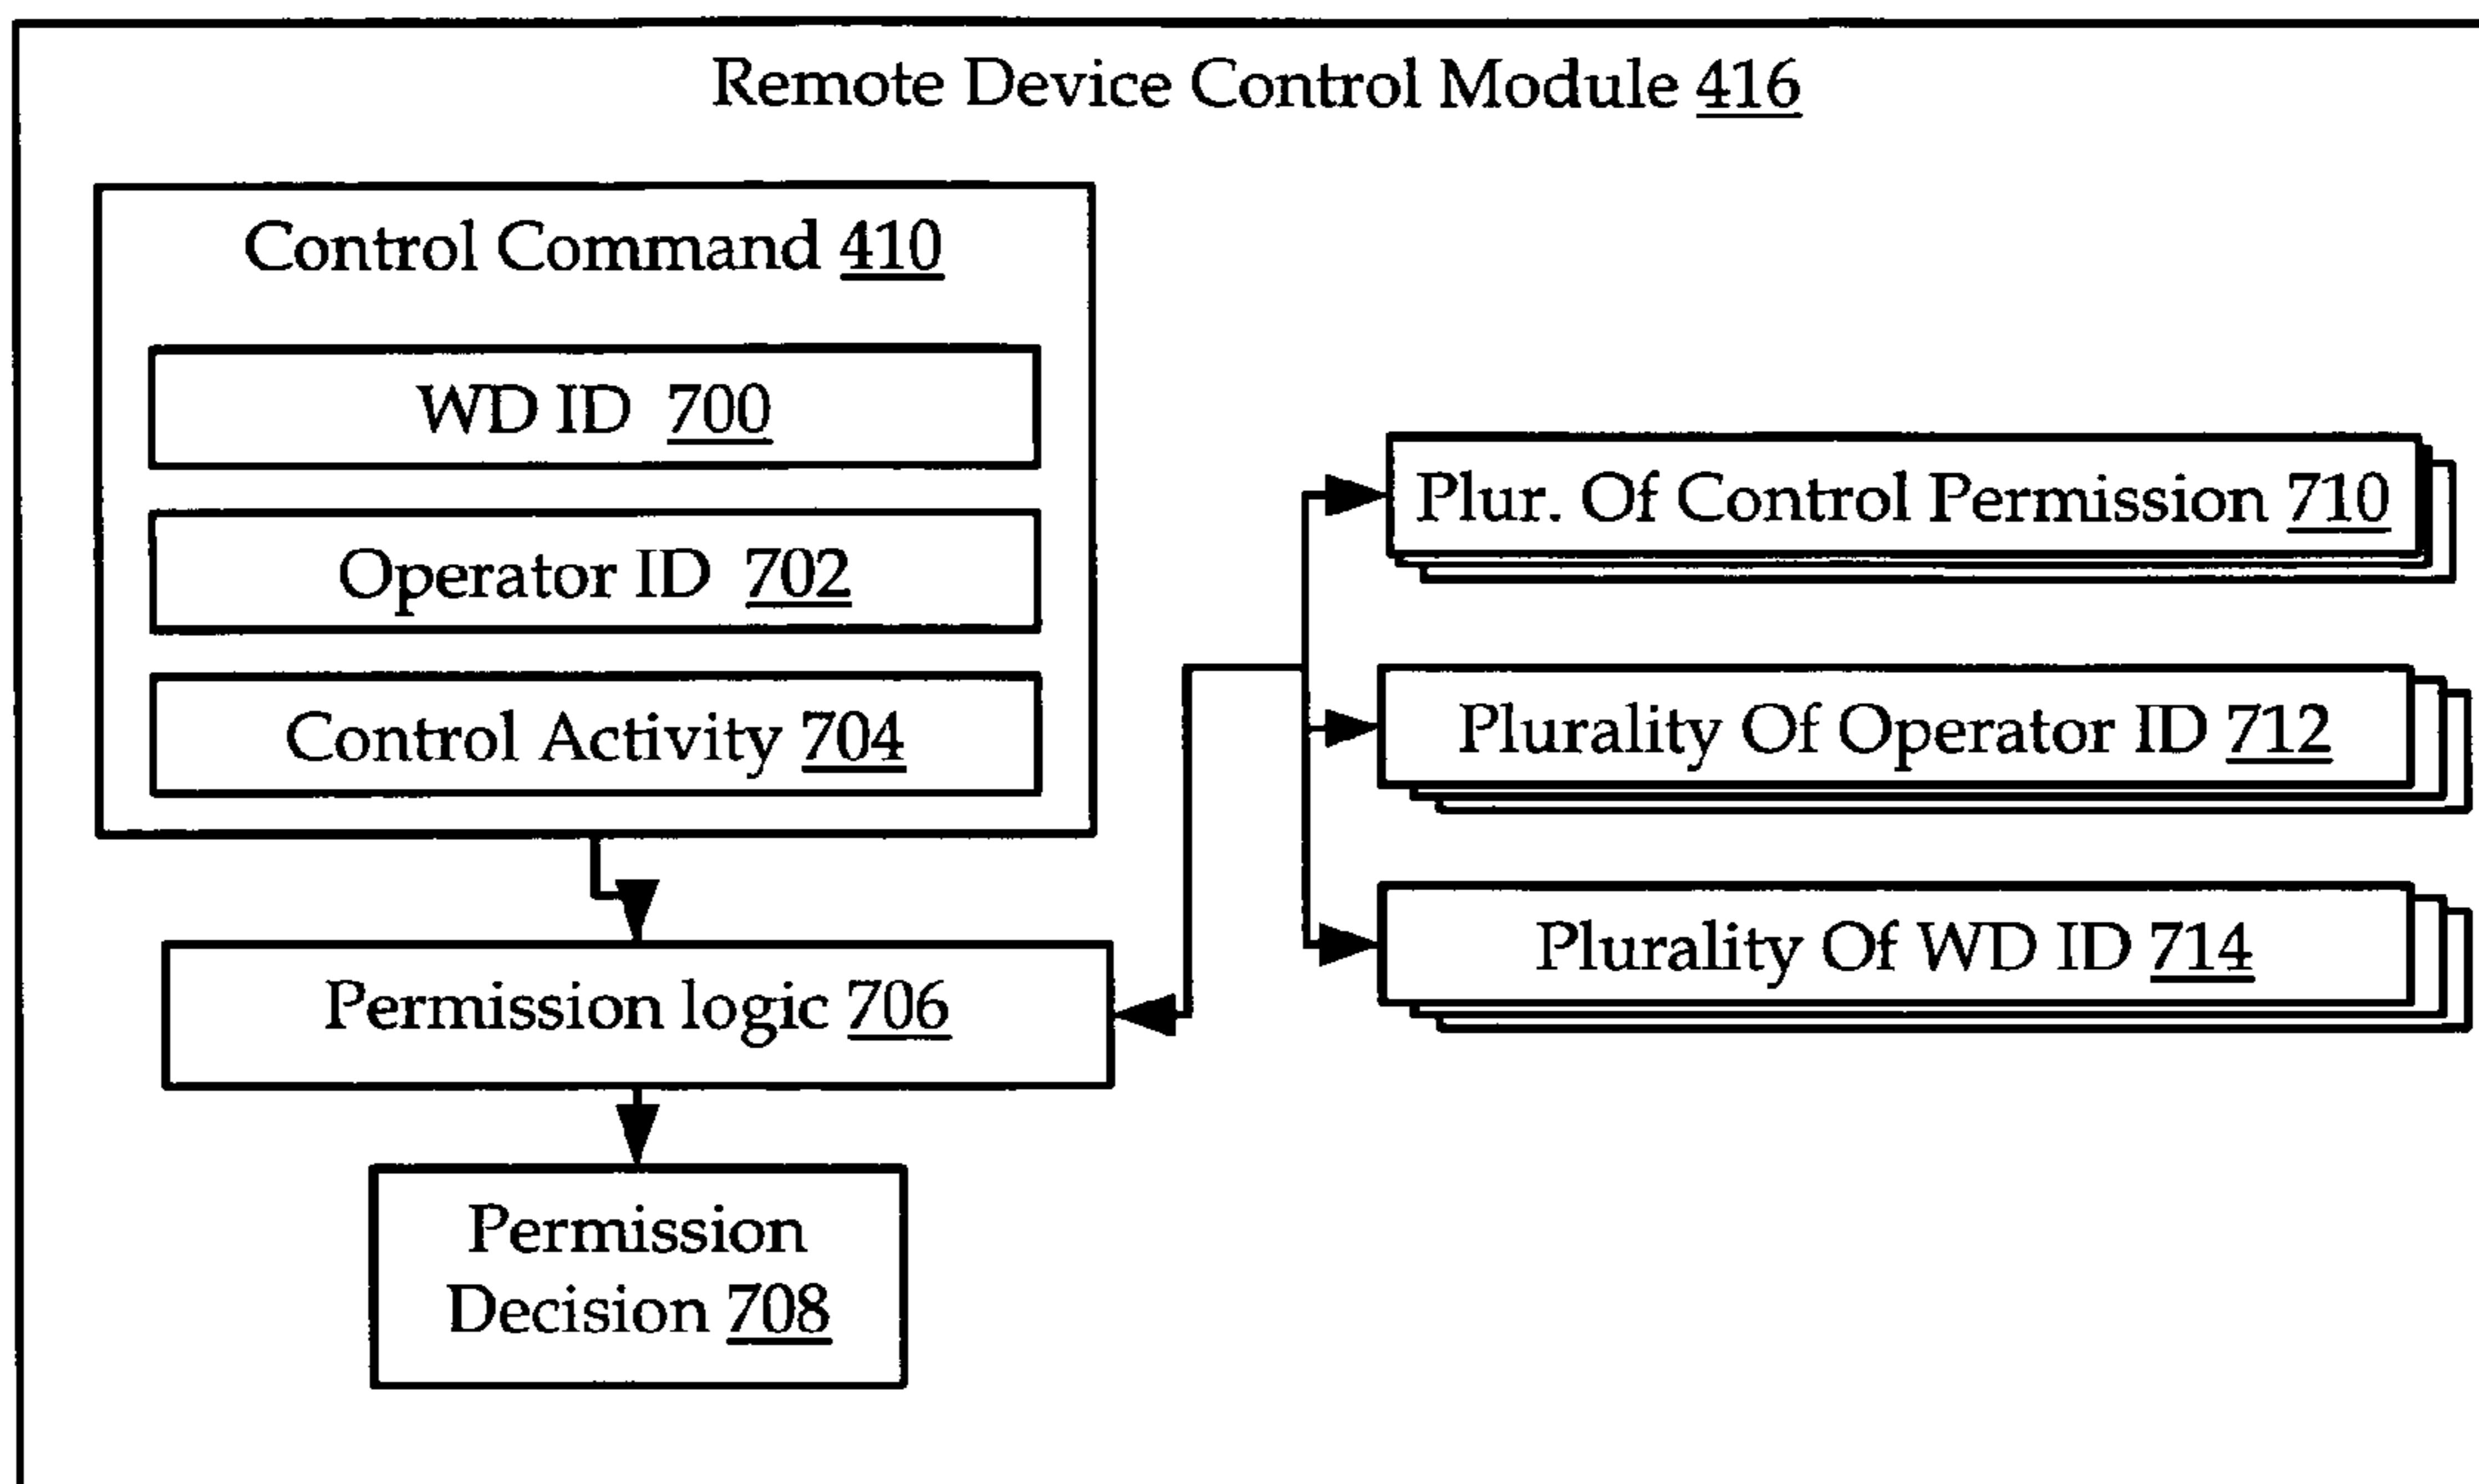 Remote Device Control Module 416
Control Command 410
WD ID 700
Operator ID 702
Control Activity 704
Permission logic 706
Permission
Decision 708
Plur. Of Control Permission 710
Plurality Of Operator ID 712
Plurality Of WD ID 714